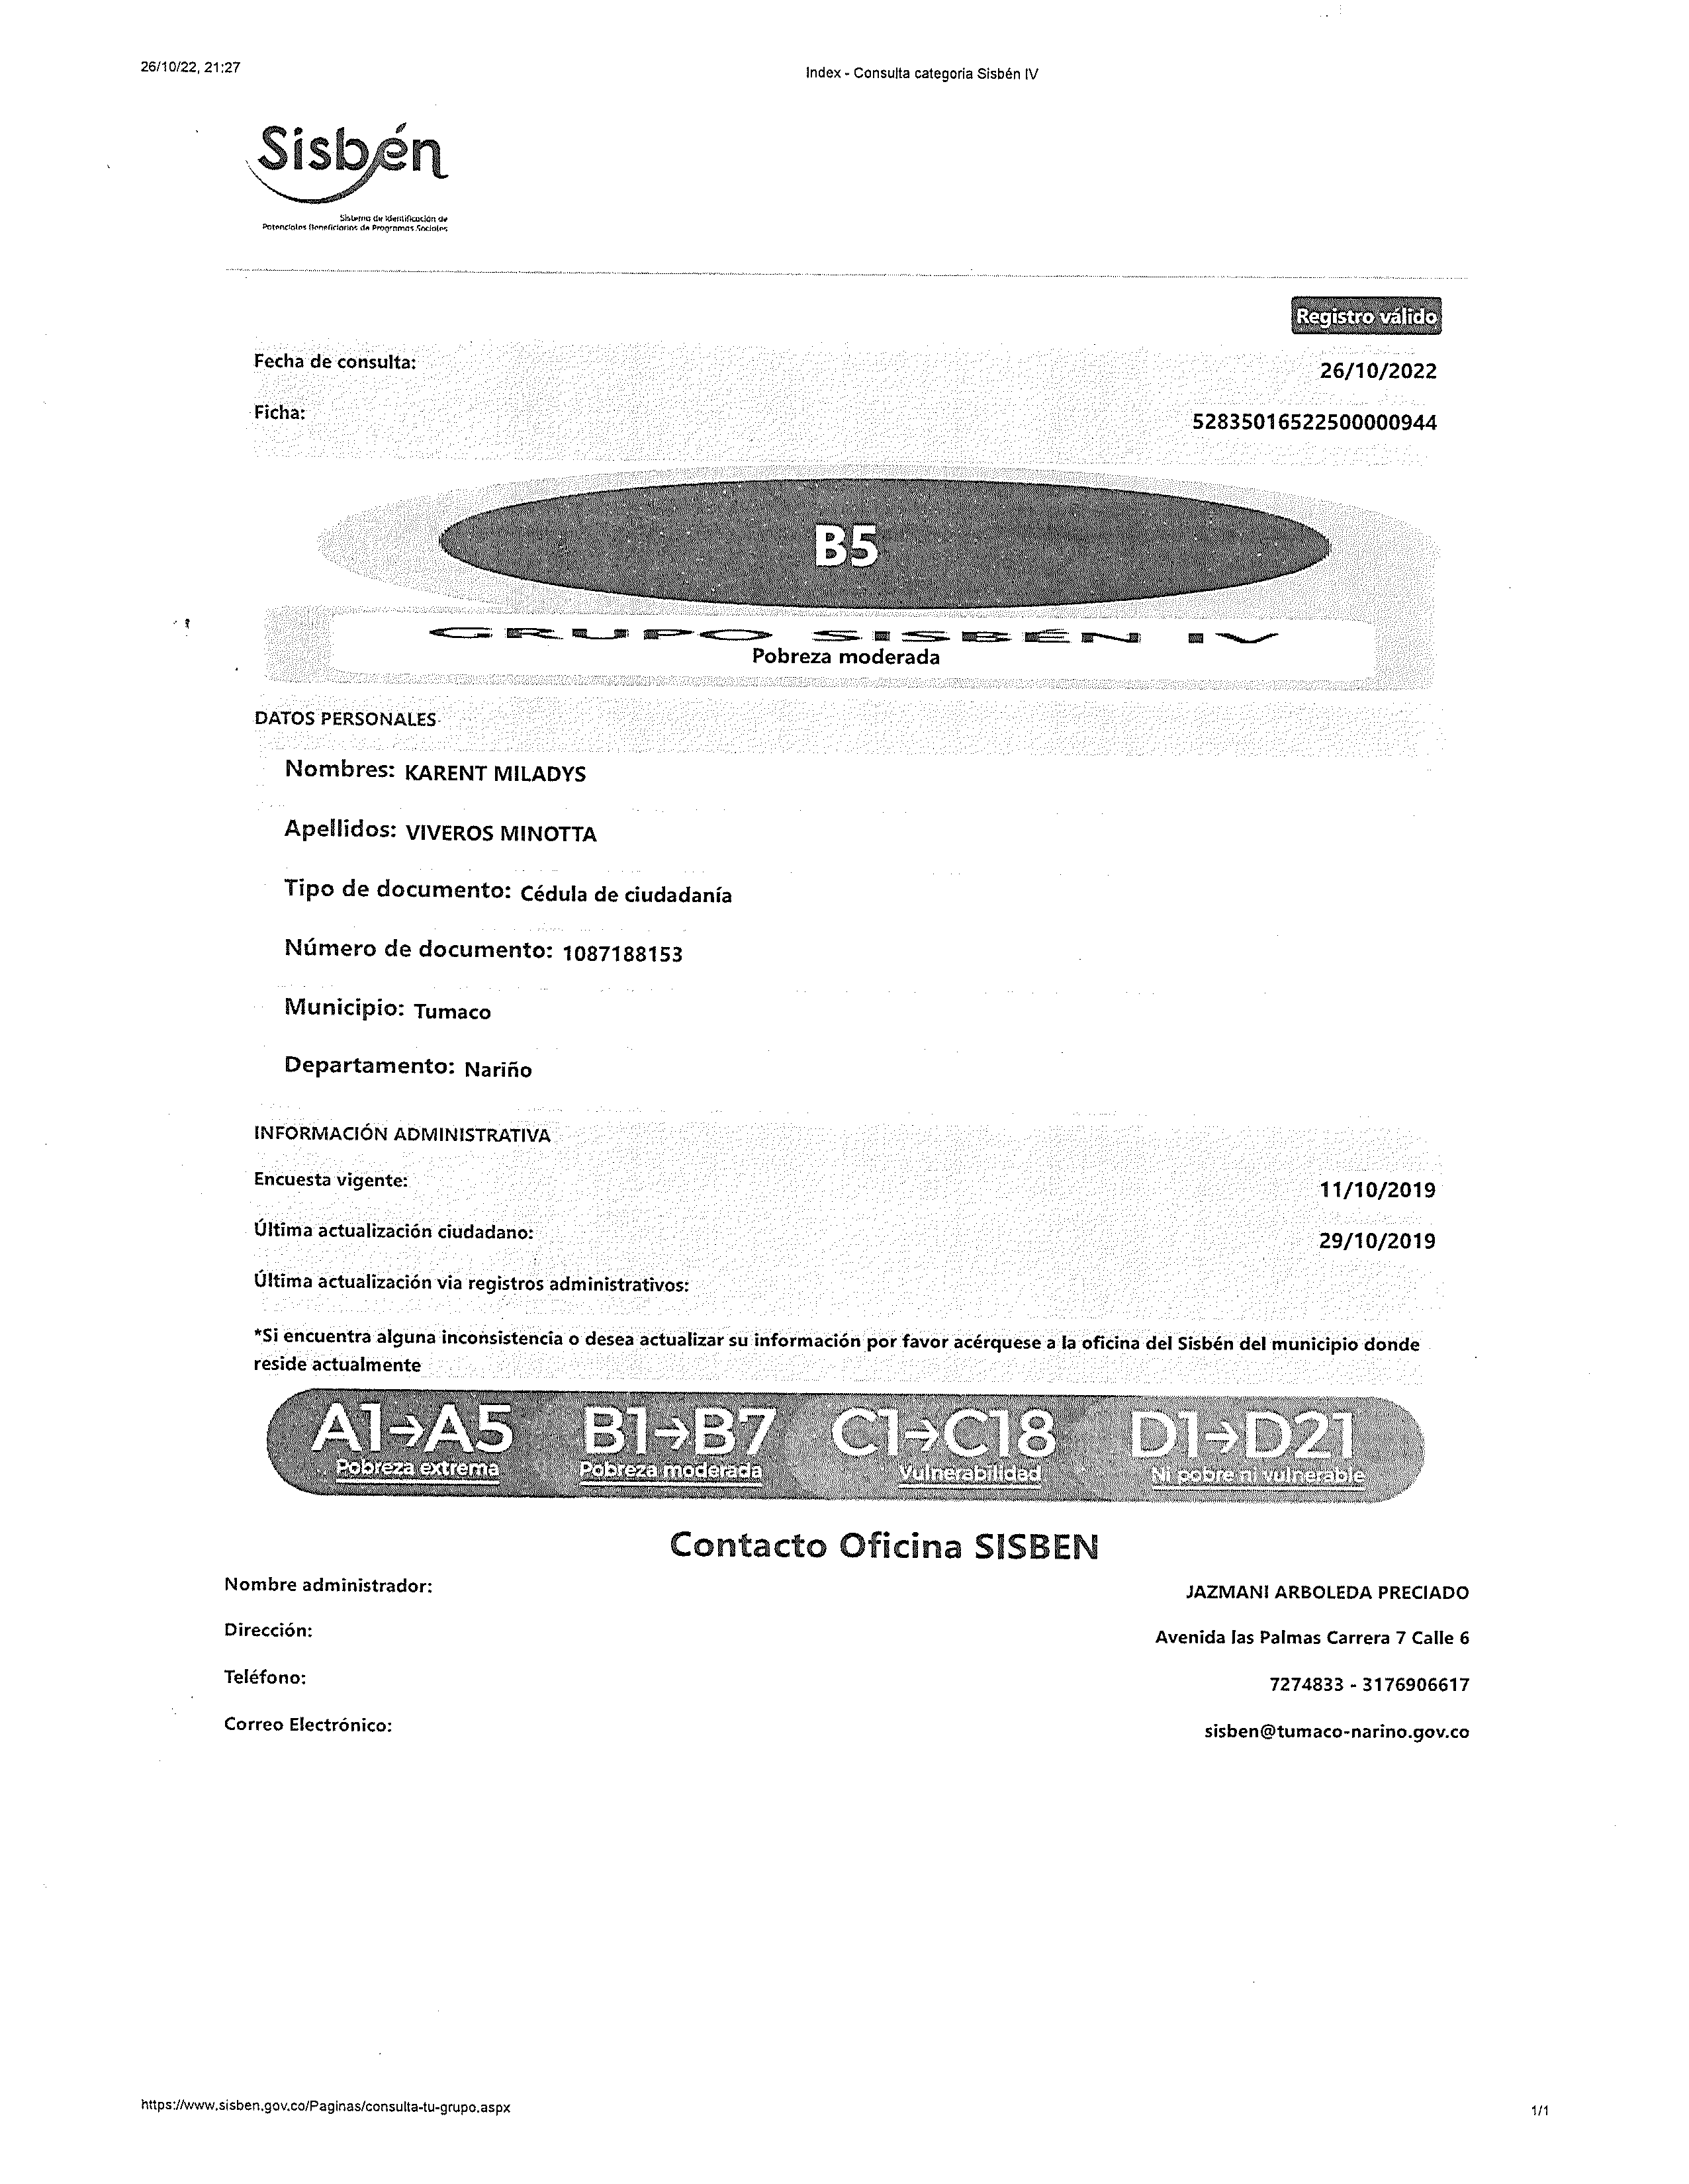 26/10/22, 21:27
Index - Consulta categoria Sisbén IV
Sisbén
Sistema de Identificación de
Potenciales Beneficiarios de Programas Sociales
Registro válido
Fecha de consulta: 26/10/2022
Ficha: 52835016522500000944
B5
GRUPO SISBÉN IV
Pobreza moderada
DATOS PERSONALES
Nombres: KARENT MILADYS
Apellidos: VIVEROS MINOTTA
Tipo de documento: Cédula de ciudadanía
Número de documento: 1087188153
Municipio: Tumaco
Departamento: Nariño
INFORMACIÓN ADMINISTRATIVA
Encuesta vigente: 11/10/2019
Última actualización ciudadano: 29/10/2019
Última actualización via registros administrativos:
*Si encuentra alguna inconsistencia o desea actualizar su información por favor acérquese a la oficina del Sisbén del municipio donde
reside actualmente
A1→A5 B1→B7 C1→C18 D1→D21
Pobreza extrema Pobreza moderada Vulnerabilidad Ni pobre ni vulnerable
Contacto Oficina SISBEN
Nombre administrador: JAZMANI ARBOLEDA PRECIADO
Dirección: Avenida las Palmas Carrera 7 Calle 6
Teléfono: 7274833 - 3176906617
Correo Electrónico: sisben@tumaco-narino.gov.co
https://www.sisben.gov.co/Paginas/consulta-tu-grupo.aspx
1/1